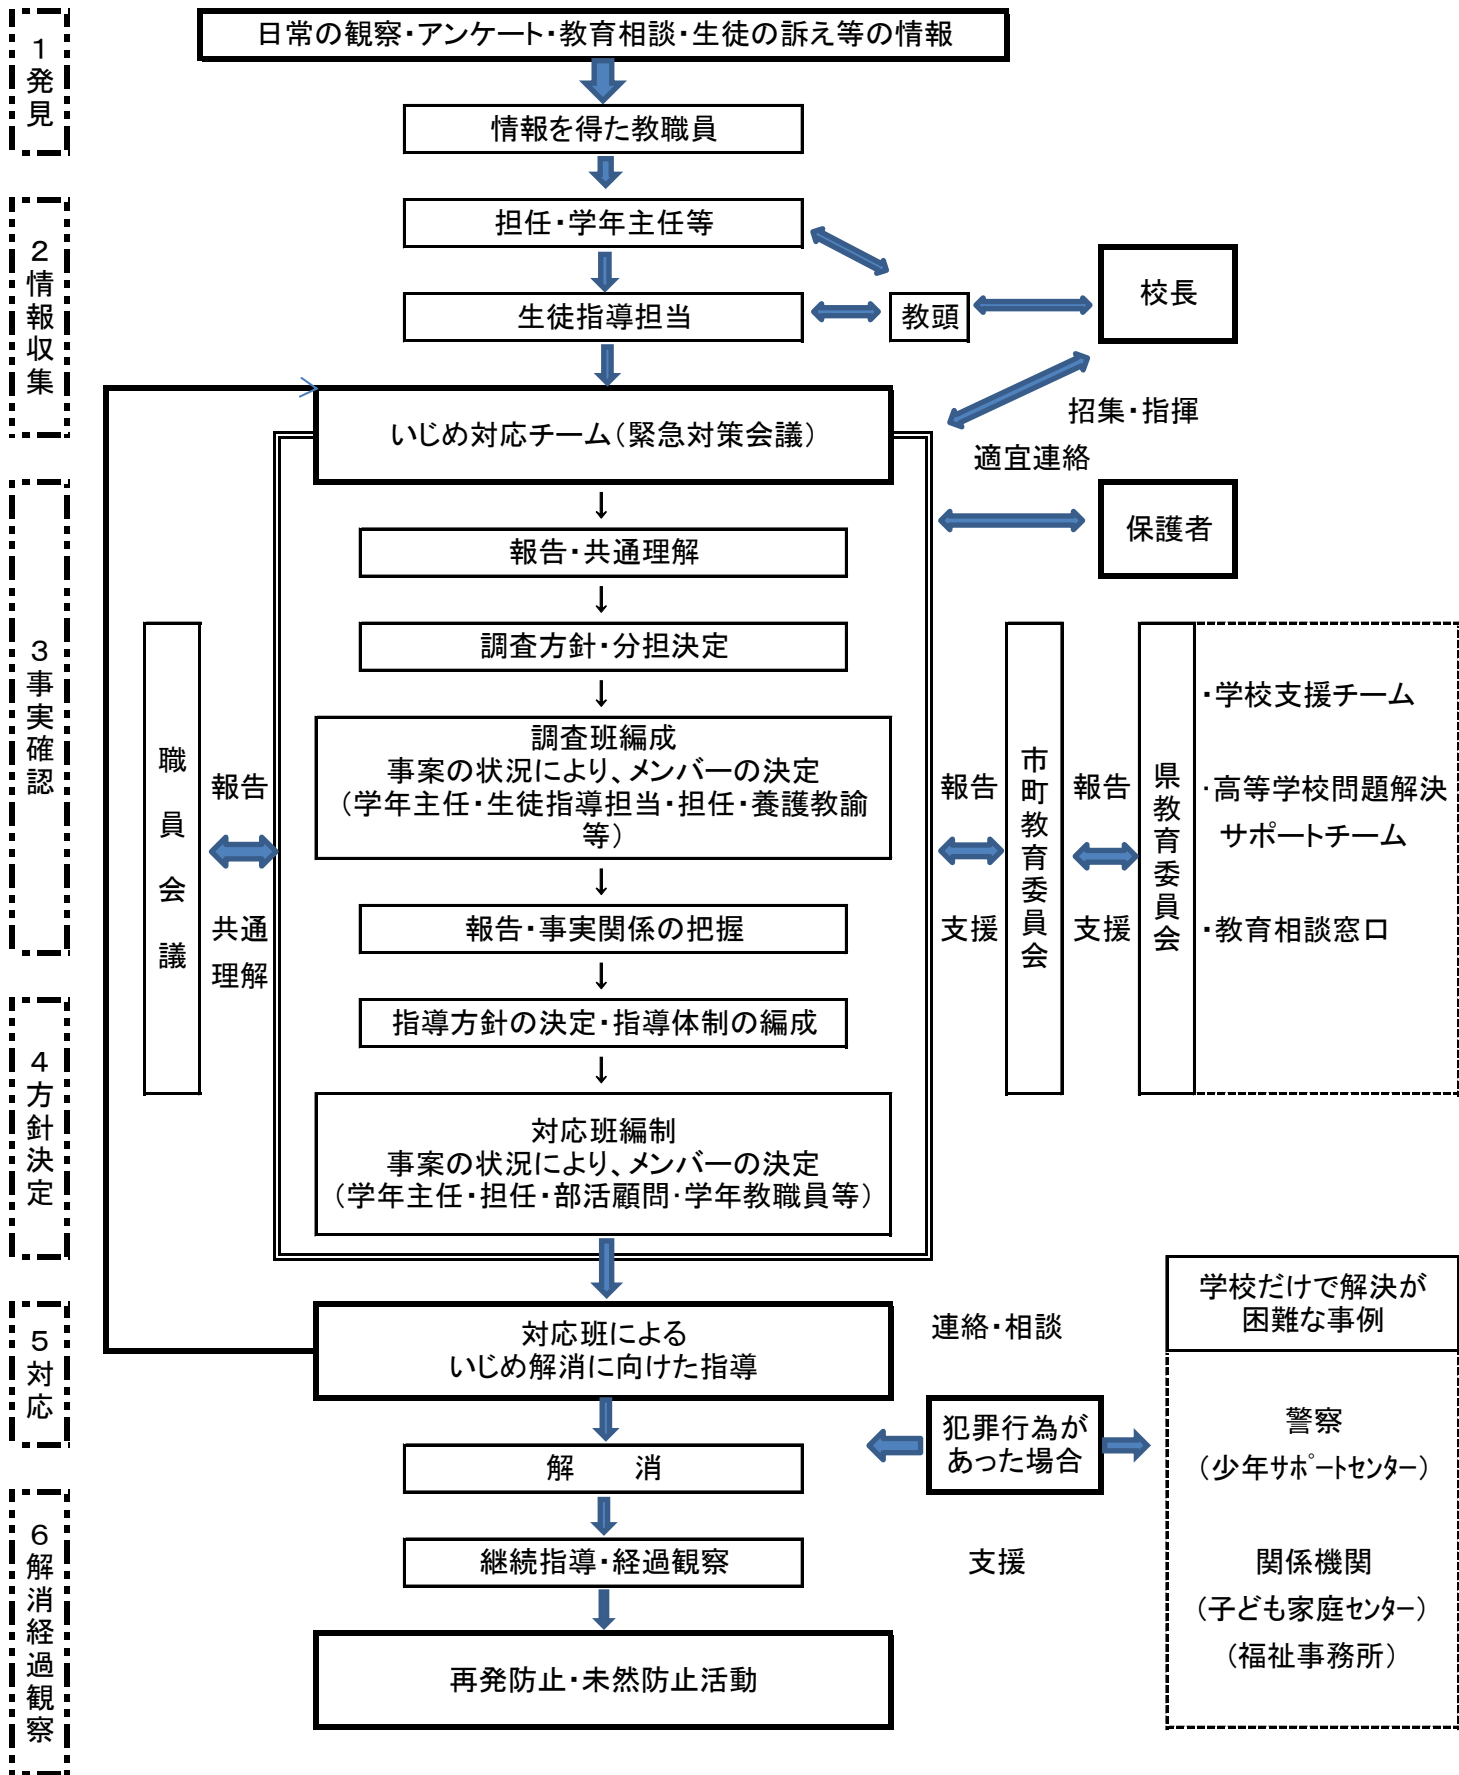 1発見
日常の観察・アンケート・教育相談・生徒の訴え等の情報
情報を得た教職員
2情報収集
担任・学年主任等
生徒指導担当
教頭
校長
いじめ対応チーム（緊急対策会議）
招集・指揮
適宜連絡
保護者
3事実確認
報告・共通理解
調査方針・分担決定
調査班編成
事案の状況により、メンバーの決定
（学年主任・生徒指導担当・担任・養護教諭
等）
報告・事実関係の把握
職員会議
報告
共通
理解
報告
支援
市町教育委員会
報告
支援
県教育委員会
・学校支援チーム
・高等学校問題解決
サポートチーム
・教育相談窓口
4方針決定
指導方針の決定・指導体制の編成
対応班編制
事案の状況により、メンバーの決定
（学年主任・担任・部活顧問・学年教職員等）
5対応
対応班による
いじめ解消に向けた指導
連絡・相談
犯罪行為が
あった場合
支援
学校だけで解決が
困難な事例
警察
（少年ｻﾎﾟｰﾄセンター）
関係機関
（子ども家庭センター）
（福祉事務所）
6解消経過観察
解　消
継続指導・経過観察
再発防止・未然防止活動